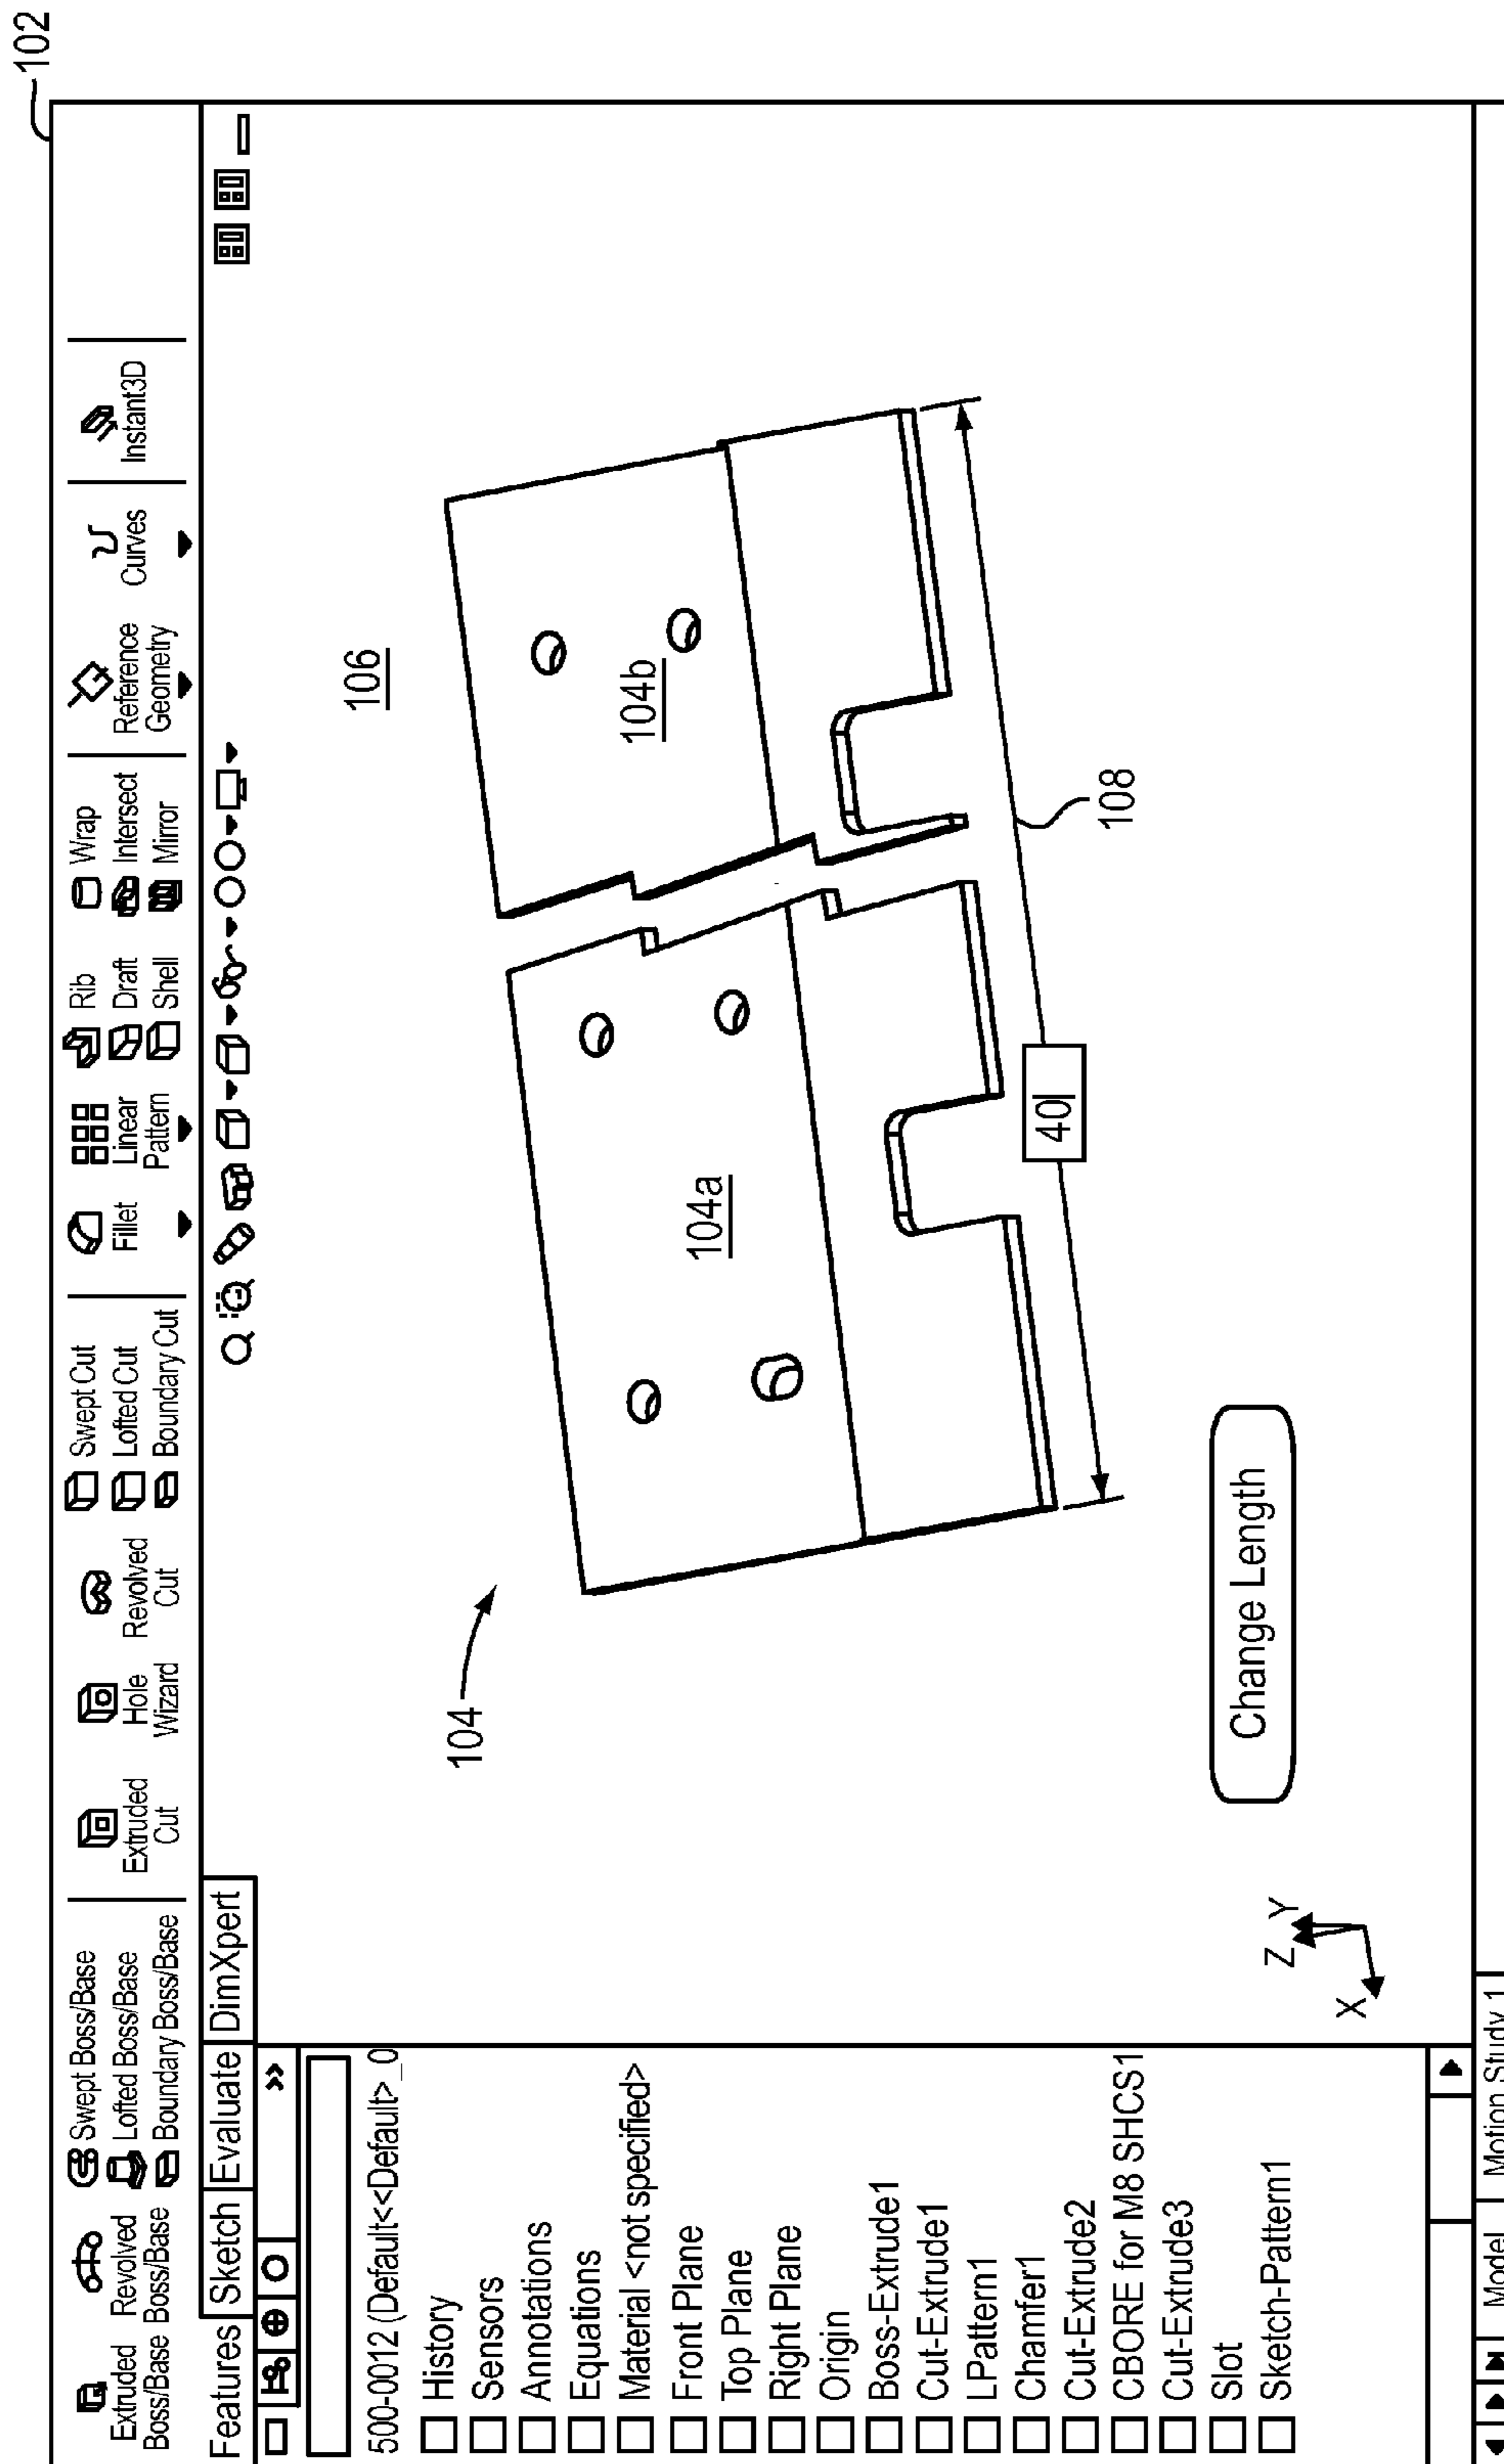 102
Extruded
Boss/Base
Revolved
Boss/Base
Swept Boss/Base
Lofted Boss/Base
Boundary Boss/Base
Extruded
Cut
Hole
Wizard
Revolved
Cut
Swept Cut
Lofted Cut
Boundary Cut
Fillet
Linear
Pattern
Rib
Draft
Shell
Wrap
Intersect
Mirror
Reference
Geometry
Curves
Instant3D
Features Sketch Evaluate DimXpert
>>
500-0012 (Default<<Default>_0
History
Sensors
Annotations
Equations
Material <not specified>
Front Plane
Top Plane
Right Plane
Origin
Boss-Extrude1
Cut-Extrude1
LPattern1
Chamfer1
Cut-Extrude2
CBORE for M8 SHCS1
Cut-Extrude3
Slot
Sketch-Pattern1
104
106
104a
104b
40
108
Change Length
Z Y
X
Model Motion Study 1